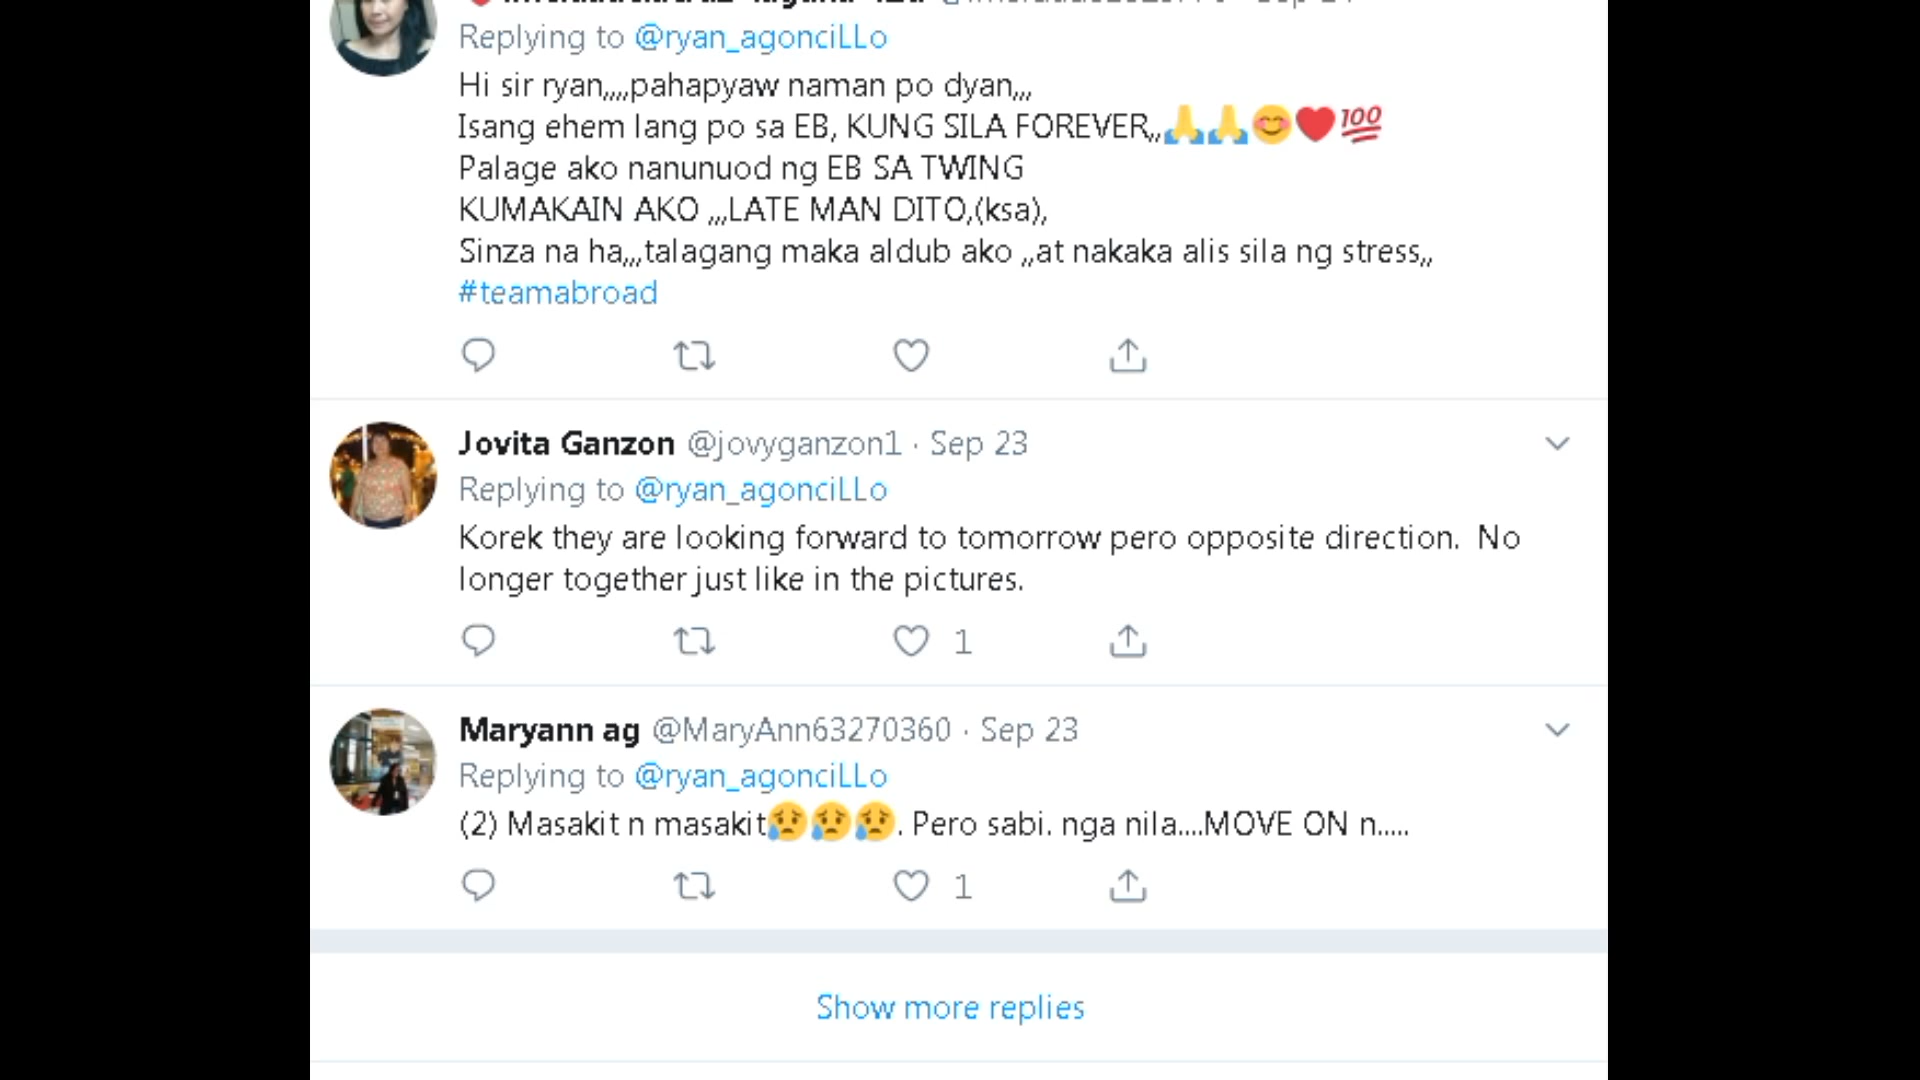 Replying to @ryan_agonciLLo
Hi sir ryan,,,,pahapyaw naman po dyan,,,
Isang ehem lang po sa EB, KUNG SILA FOREVER,,🙏🙏😊❤️💯
Palage ako nanunuod ng EB SA TWING
KUMAKAIN AKO ,,,LATE MAN DITO,(ksa),
Sinza na ha,,,talagang maka aldub ako ,,at nakaka alis sila ng stress,,
#teamabroad
Jovita Ganzon @jovyganzon1 · Sep 23
Replying to @ryan_agonciLLo
Korek they are looking forward to tomorrow pero opposite direction.  No
longer together just like in the pictures.
1
Maryann ag @MaryAnn63270360 · Sep 23
Replying to @ryan_agonciLLo
(2) Masakit n masakit😥😥😥. Pero sabi. nga nila....MOVE ON n.....
1
Show more replies